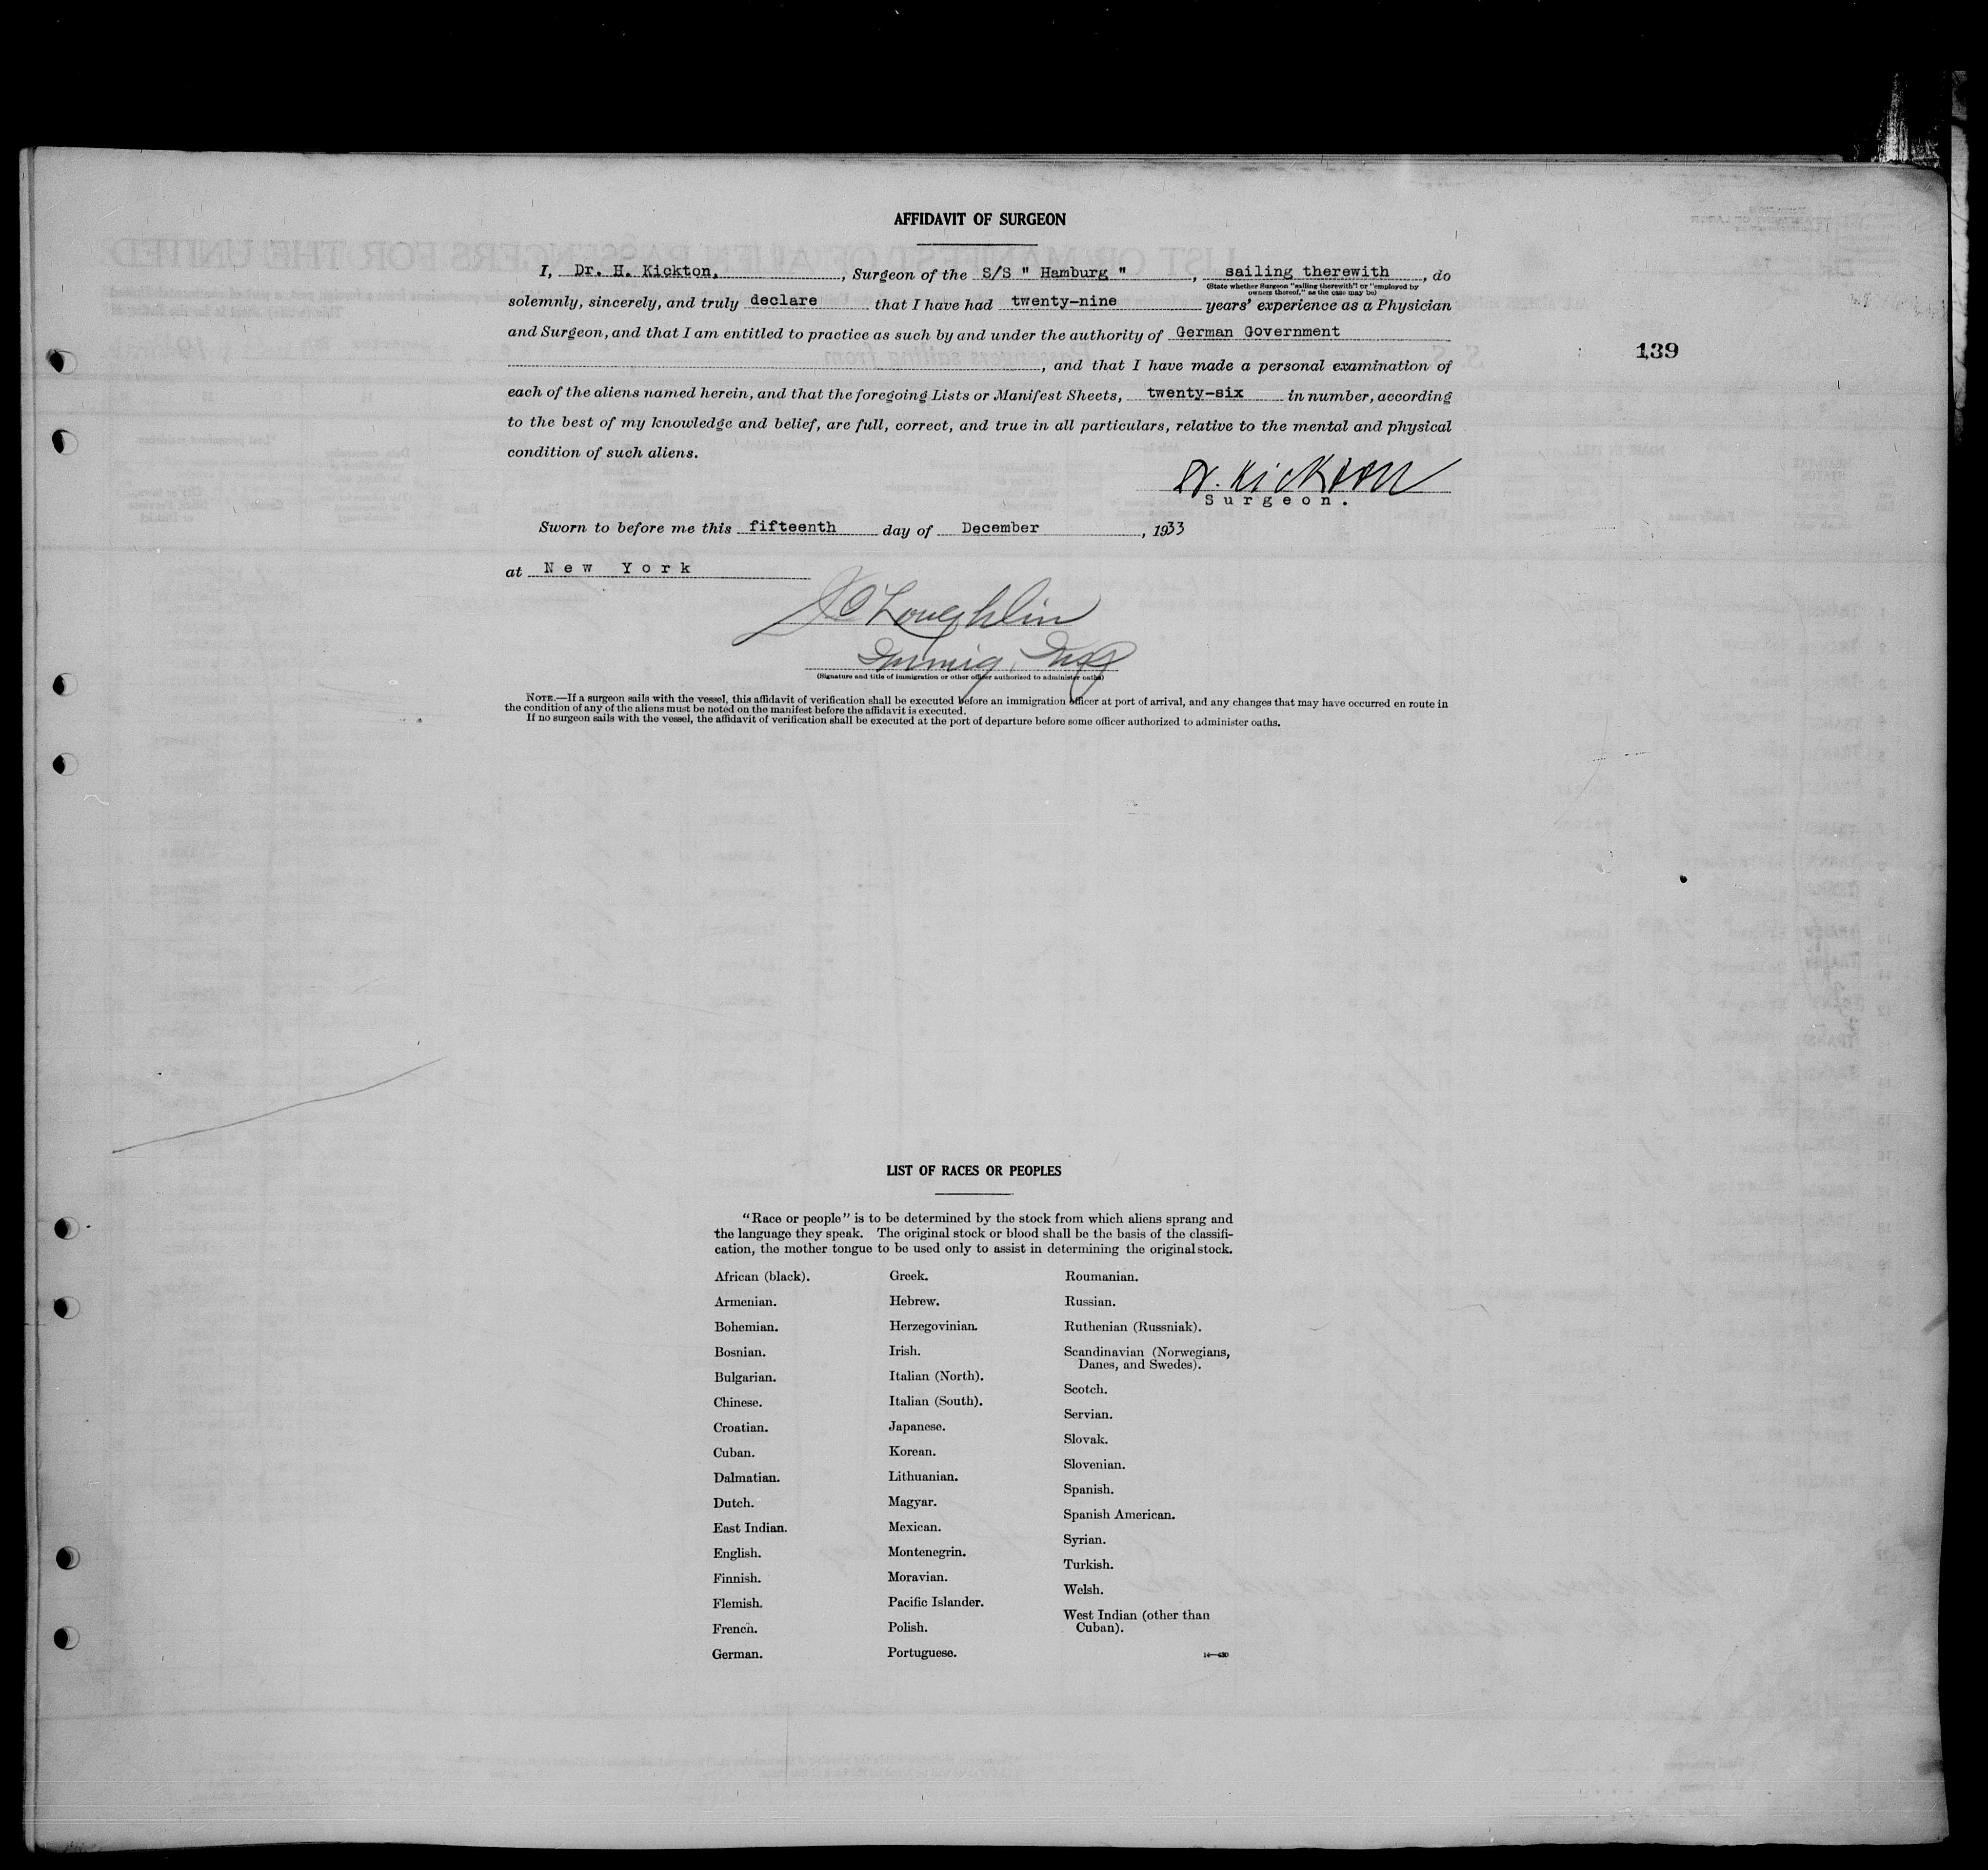 AFFIDAVIT OF SURGEON
I, Dr. H. Kickton, , Surgeon of the S/S " Hamburg " , sailing therewith , do
(State whether Surgeon "sailing therewith" or "employed by
owners thereof," as the case may be)
solemnly, sincerely, and truly declare that I have had twenty-nine years' experience as a Physician
and Surgeon, and that I am entitled to practice as such by and under the authority of German Government
139
, and that I have made a personal examination of
each of the aliens named herein, and that the foregoing Lists or Manifest Sheets, twenty-six in number, according
to the best of my knowledge and belief, are full, correct, and true in all particulars, relative to the mental and physical
condition of such aliens.
Dr. Kickton
Surgeon.
Sworn to before me this fifteenth day of December , 1933
at New York
Loughlin
Immig. Insp
(Signature and title of immigration or other officer authorized to administer oaths)
NOTE.—If a surgeon sails with the vessel, this affidavit of verification shall be executed before an immigration officer at port of arrival, and any changes that may have occurred en route in
the condition of any of the aliens must be noted on the manifest before the affidavit is executed.
If no surgeon sails with the vessel, the affidavit of verification shall be executed at the port of departure before some officer authorized to administer oaths.
LIST OF RACES OR PEOPLES
"Race or people" is to be determined by the stock from which aliens sprang and
the language they speak. The original stock or blood shall be the basis of the classifi-
cation, the mother tongue to be used only to assist in determining the original stock.
African (black).
Armenian.
Bohemian.
Bosnian.
Bulgarian.
Chinese.
Croatian.
Cuban.
Dalmatian.
Dutch.
East Indian.
English.
Finnish.
Flemish.
French.
German.
Greek.
Hebrew.
Herzegovinian.
Irish.
Italian (North).
Italian (South).
Japanese.
Korean.
Lithuanian.
Magyar.
Mexican.
Montenegrin.
Moravian.
Pacific Islander.
Polish.
Portuguese.
Roumanian.
Russian.
Ruthenian (Russniak).
Scandinavian (Norwegians,
Danes, and Swedes).
Scotch.
Servian.
Slovak.
Slovenian.
Spanish.
Spanish American.
Syrian.
Turkish.
Welsh.
West Indian (other than
Cuban).